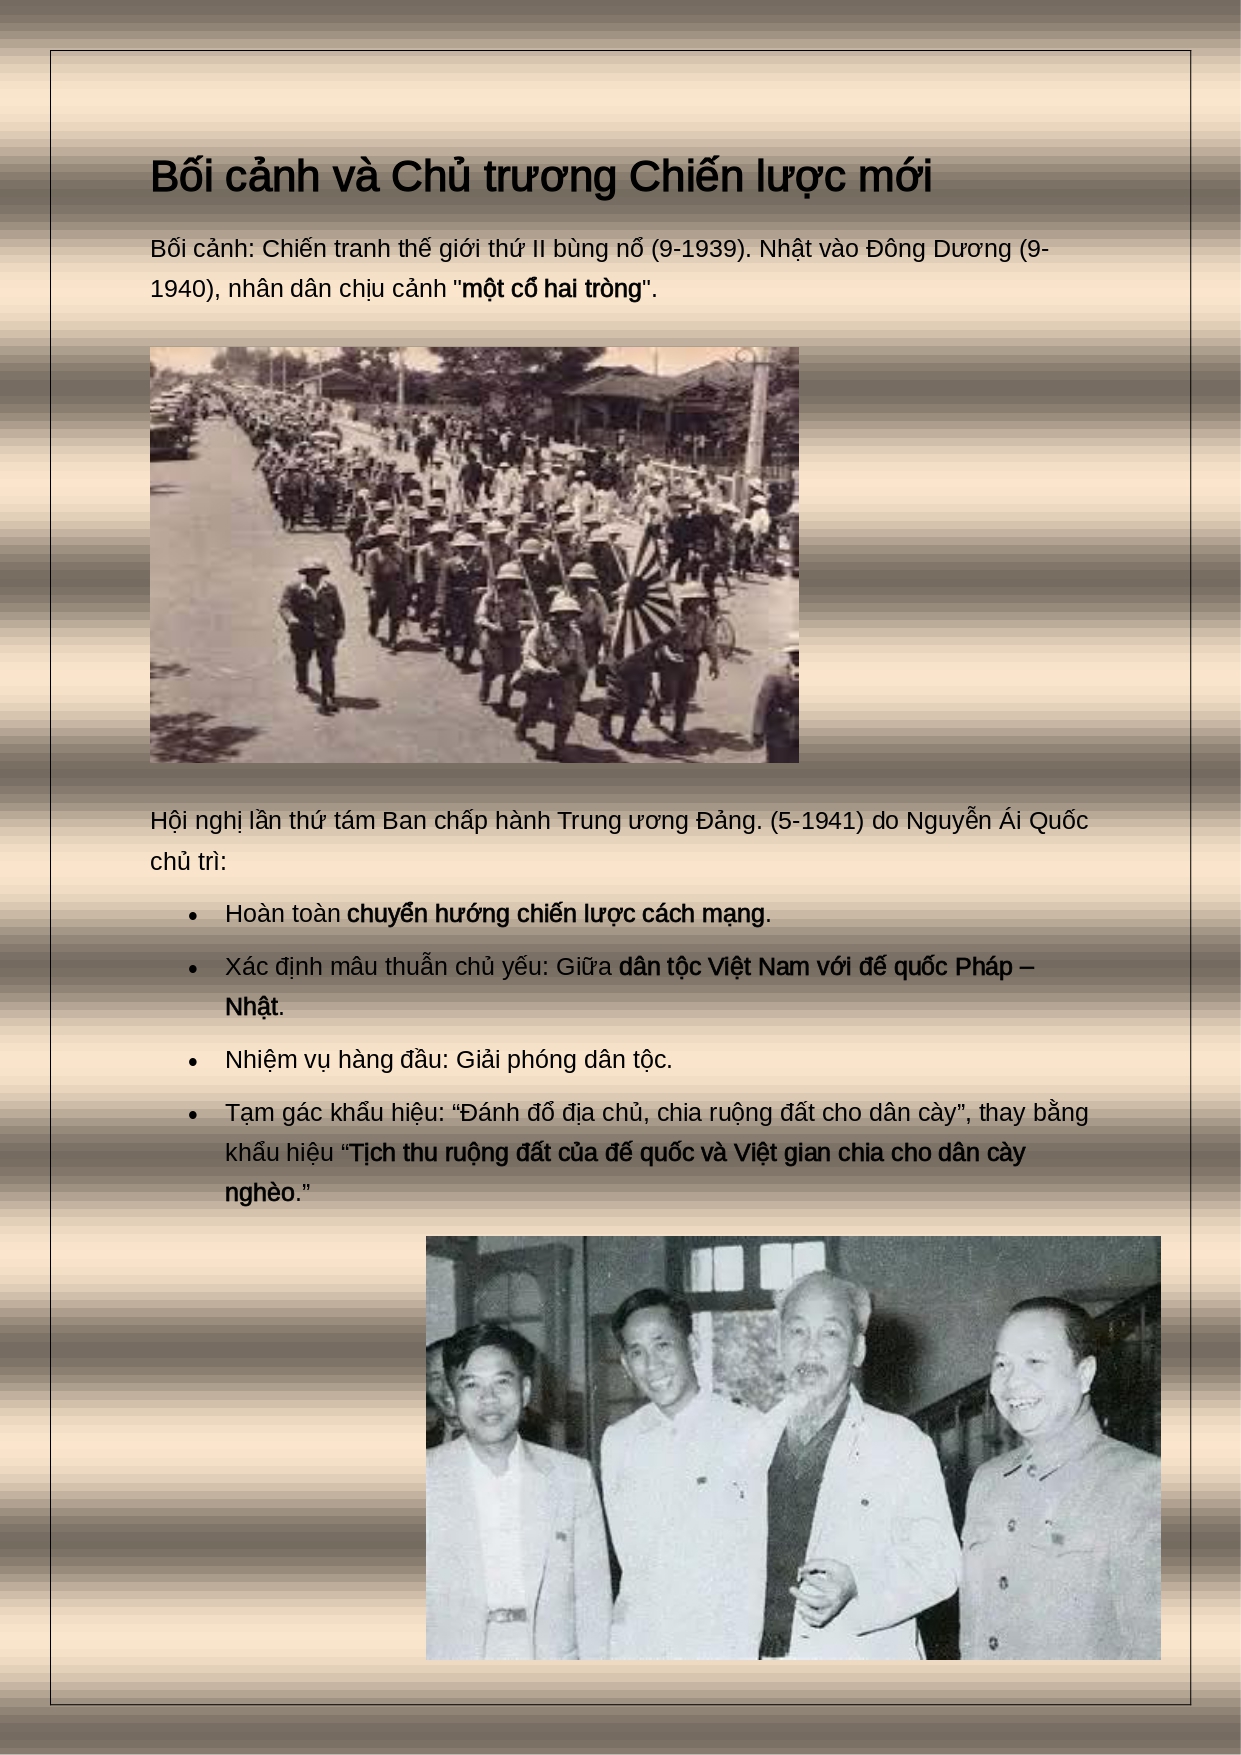 Bối cảnh và Chủ trương Chiến lược mới
Bối cảnh: Chiến tranh thế giới thứ II bùng nổ (9-1939). Nhật vào Đông Dương (9-
1940), nhân dân chịu cảnh "một cổ hai tròng".
Hội nghị lần thứ tám Ban chấp hành Trung ương Đảng. (5-1941) do Nguyễn Ái Quốc
chủ trì:
• Hoàn toàn chuyển hướng chiến lược cách mạng.
• Xác định mâu thuẫn chủ yếu: Giữa dân tộc Việt Nam với đế quốc Pháp –
Nhật.
• Nhiệm vụ hàng đầu: Giải phóng dân tộc.
• Tạm gác khẩu hiệu: “Đánh đổ địa chủ, chia ruộng đất cho dân cày”, thay bằng
khẩu hiệu “Tịch thu ruộng đất của đế quốc và Việt gian chia cho dân cày
nghèo.”